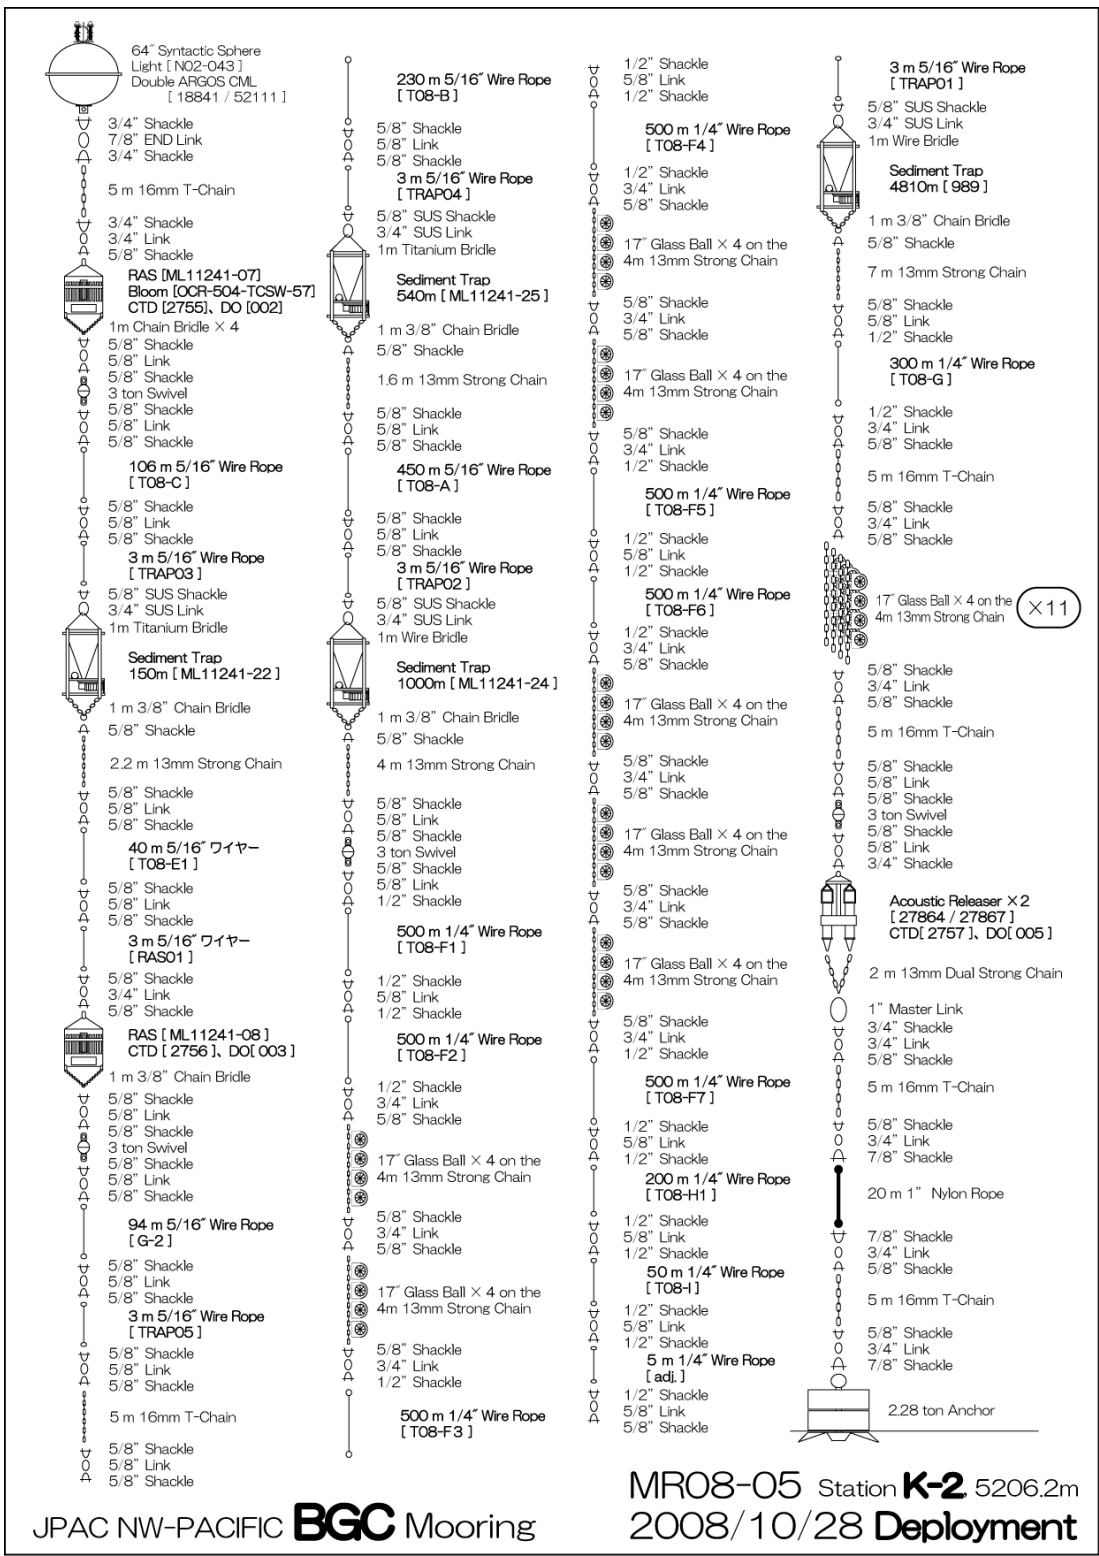 64″ Syntactic Sphere
Light [ N02-043 ]
Double ARGOS CML
[ 18841 / 52111 ]
3/4” Shackle
7/8” END Link
3/4” Shackle
5 m 16mm T-Chain
3/4” Shackle
3/4” Link
5/8” Shackle
RAS [ML11241-07]
Bloom [OCR-504-TCSW-57]
CTD [2755]、DO [002]
1m Chain Bridle × 4
5/8” Shackle
5/8” Link
5/8” Shackle
3 ton Swivel
5/8” Shackle
5/8” Link
5/8” Shackle
106 m 5/16″ Wire Rope
[ T08-C ]
5/8” Shackle
5/8” Link
5/8” Shackle
3 m 5/16″ Wire Rope
[ TRAP03 ]
5/8” SUS Shackle
3/4” SUS Link
1m Titanium Bridle
Sediment Trap
150m [ ML11241-22 ]
1 m 3/8” Chain Bridle
5/8” Shackle
2.2 m 13mm Strong Chain
5/8” Shackle
5/8” Link
5/8” Shackle
40 m 5/16″ ワイヤー
[ T08-E1 ]
5/8” Shackle
5/8” Link
5/8” Shackle
3 m 5/16″ ワイヤー
[ RAS01 ]
5/8” Shackle
3/4” Link
5/8” Shackle
RAS [ ML11241-08 ]
CTD [ 2756 ]、DO[ 003 ]
1 m 3/8” Chain Bridle
5/8” Shackle
5/8” Link
5/8” Shackle
3 ton Swivel
5/8” Shackle
5/8” Link
5/8” Shackle
94 m 5/16″ Wire Rope
[ G-2 ]
5/8” Shackle
5/8” Link
5/8” Shackle
3 m 5/16″ Wire Rope
[ TRAP05 ]
5/8” Shackle
5/8” Link
5/8” Shackle
5 m 16mm T-Chain
5/8” Shackle
5/8” Link
5/8” Shackle
230 m 5/16″ Wire Rope
[ T08-B ]
5/8” Shackle
5/8” Link
5/8” Shackle
3 m 5/16″ Wire Rope
[ TRAP04 ]
5/8” SUS Shackle
3/4” SUS Link
1m Titanium Bridle
Sediment Trap
540m [ ML11241-25 ]
1 m 3/8” Chain Bridle
5/8” Shackle
1.6 m 13mm Strong Chain
5/8” Shackle
5/8” Link
5/8” Shackle
450 m 5/16″ Wire Rope
[ T08-A ]
5/8” Shackle
5/8” Link
5/8” Shackle
3 m 5/16″ Wire Rope
[ TRAP02 ]
5/8” SUS Shackle
3/4” SUS Link
1m Wire Bridle
Sediment Trap
1000m [ ML11241-24 ]
1 m 3/8” Chain Bridle
5/8” Shackle
4 m 13mm Strong Chain
5/8” Shackle
5/8” Link
5/8” Shackle
3 ton Swivel
5/8” Shackle
5/8” Link
1/2” Shackle
500 m 1/4″ Wire Rope
[ T08-F1 ]
1/2” Shackle
5/8” Link
1/2” Shackle
500 m 1/4″ Wire Rope
[ T08-F2 ]
1/2” Shackle
3/4” Link
5/8” Shackle
17″ Glass Ball × 4 on the
4m 13mm Strong Chain
5/8” Shackle
3/4” Link
5/8” Shackle
17″ Glass Ball × 4 on the
4m 13mm Strong Chain
5/8” Shackle
3/4” Link
1/2” Shackle
500 m 1/4″ Wire Rope
[ T08-F3 ]
1/2” Shackle
5/8” Link
1/2” Shackle
500 m 1/4″ Wire Rope
[ T08-F4 ]
1/2” Shackle
3/4” Link
5/8” Shackle
17″ Glass Ball × 4 on the
4m 13mm Strong Chain
5/8” Shackle
3/4” Link
5/8” Shackle
17″ Glass Ball × 4 on the
4m 13mm Strong Chain
5/8” Shackle
3/4” Link
1/2” Shackle
500 m 1/4″ Wire Rope
[ T08-F5 ]
1/2” Shackle
5/8” Link
1/2” Shackle
500 m 1/4″ Wire Rope
[ T08-F6 ]
1/2” Shackle
3/4” Link
5/8” Shackle
17″ Glass Ball × 4 on the
4m 13mm Strong Chain
5/8” Shackle
3/4” Link
5/8” Shackle
17″ Glass Ball × 4 on the
4m 13mm Strong Chain
5/8” Shackle
3/4” Link
5/8” Shackle
17″ Glass Ball × 4 on the
4m 13mm Strong Chain
5/8” Shackle
3/4” Link
1/2” Shackle
500 m 1/4″ Wire Rope
[ T08-F7 ]
1/2” Shackle
5/8” Link
1/2” Shackle
200 m 1/4″ Wire Rope
[ T08-H1 ]
1/2” Shackle
5/8” Link
1/2” Shackle
50 m 1/4″ Wire Rope
[ T08-I ]
1/2” Shackle
5/8” Link
1/2” Shackle
5 m 1/4″ Wire Rope
[ adj. ]
1/2” Shackle
5/8” Link
5/8” Shackle
3 m 5/16″ Wire Rope
[ TRAP01 ]
5/8” SUS Shackle
3/4” SUS Link
1m Wire Bridle
Sediment Trap
4810m [ 989 ]
1 m 3/8” Chain Bridle
5/8” Shackle
7 m 13mm Strong Chain
5/8” Shackle
5/8” Link
1/2” Shackle
300 m 1/4″ Wire Rope
[ T08-G ]
1/2” Shackle
3/4” Link
5/8” Shackle
5 m 16mm T-Chain
5/8” Shackle
3/4” Link
5/8” Shackle
17″ Glass Ball × 4 on the
4m 13mm Strong Chain
×11
5/8” Shackle
3/4” Link
5/8” Shackle
5 m 16mm T-Chain
5/8” Shackle
5/8” Link
5/8” Shackle
3 ton Swivel
5/8” Shackle
5/8” Link
3/4” Shackle
Acoustic Releaser ×2
[ 27864 / 27867 ]
CTD[ 2757 ]、DO[ 005 ]
2 m 13mm Dual Strong Chain
1” Master Link
3/4” Shackle
3/4” Link
5/8” Shackle
5 m 16mm T-Chain
5/8” Shackle
3/4” Link
7/8” Shackle
20 m 1” Nylon Rope
7/8” Shackle
3/4” Link
5/8” Shackle
5 m 16mm T-Chain
5/8” Shackle
3/4” Link
7/8” Shackle
2.28 ton Anchor
MR08-05 Station K-2, 5206.2m
JPAC NW-PACIFIC BGC Mooring
2008/10/28 Deployment